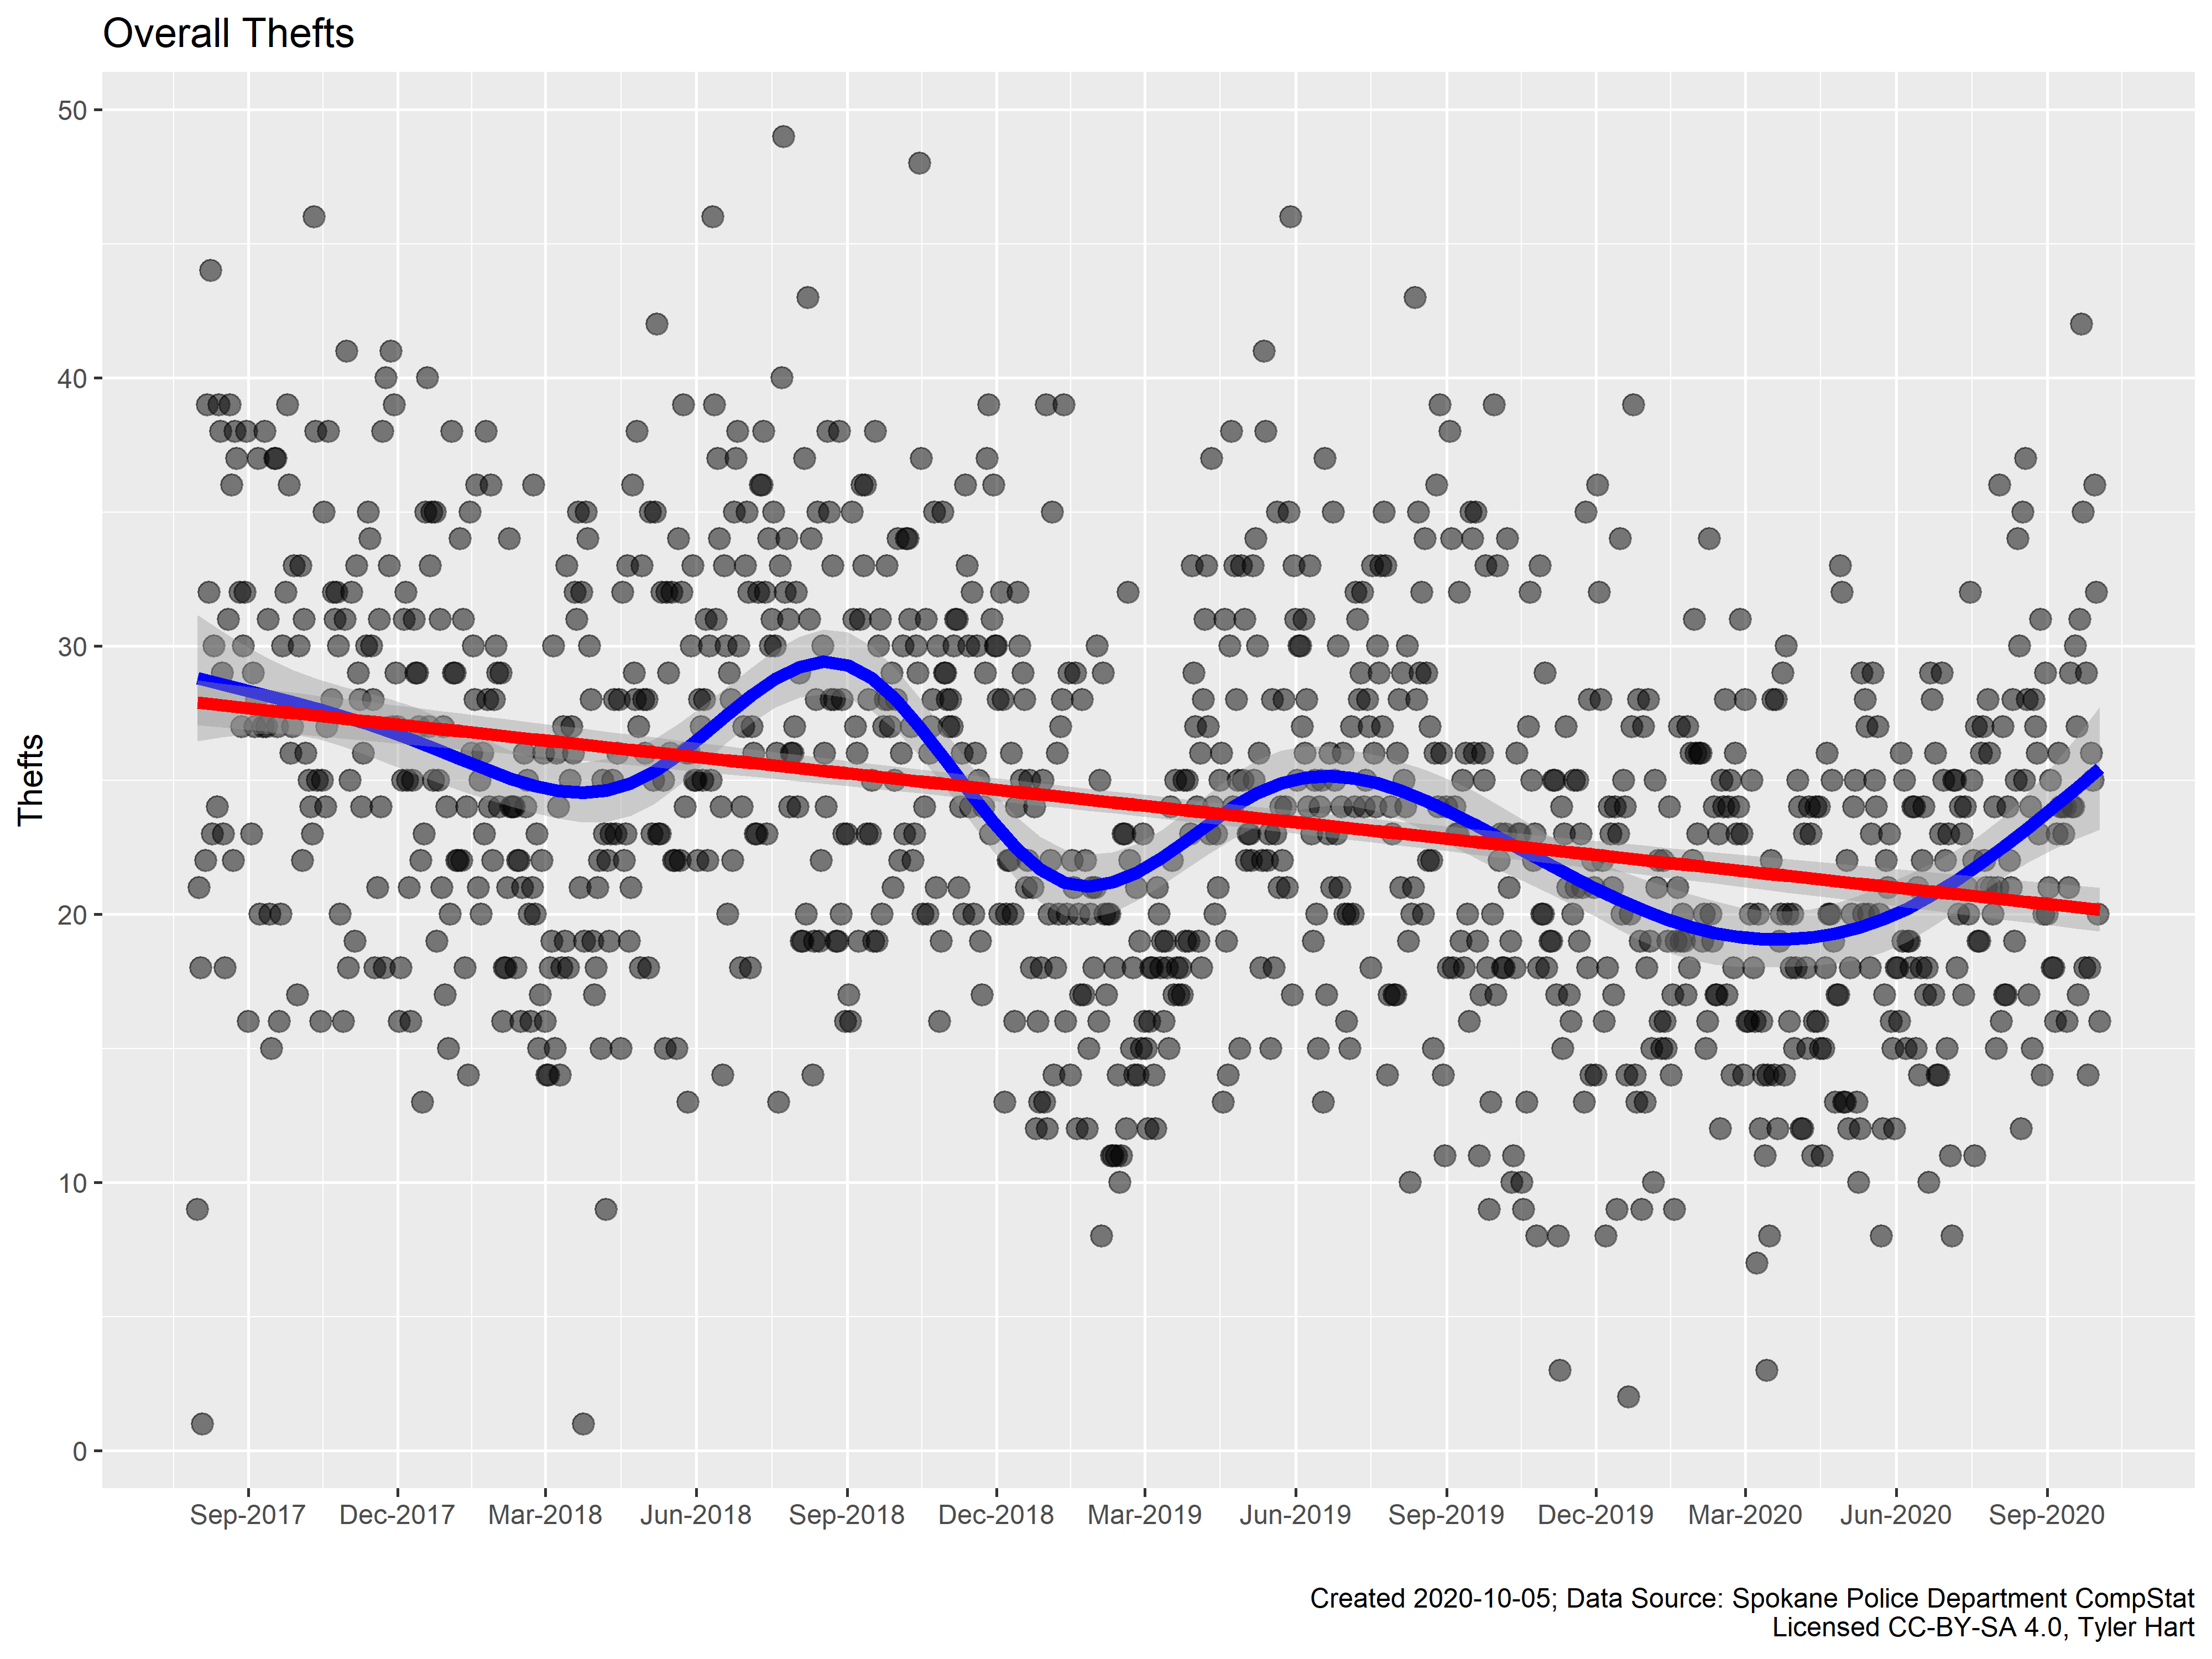 Overall Thefts
50
40
30
20
10
0
Thefts
Sep-2017 Dec-2017 Mar-2018 Jun-2018 Sep-2018 Dec-2018 Mar-2019 Jun-2019 Sep-2019 Dec-2019 Mar-2020 Jun-2020 Sep-2020
Created 2020-10-05; Data Source: Spokane Police Department CompStat
Licensed CC-BY-SA 4.0, Tyler Hart